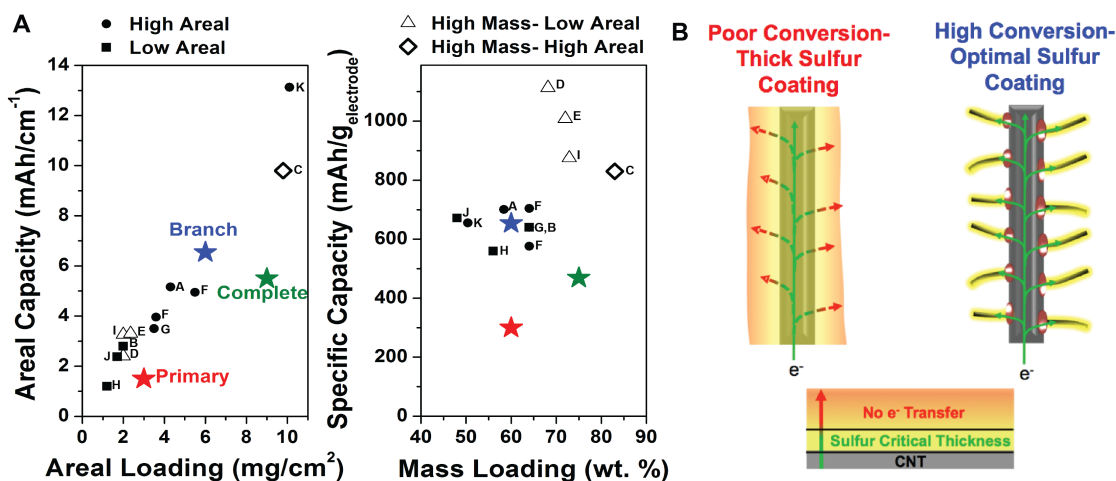 A
High Areal
Low Areal
High Mass- Low Areal
High Mass- High Areal
Areal Capacity (mAh/cm⁻¹)
14
12
10
8
6
4
2
0
K
C
Branch
A
F
Complete
F
G
I
E
B
J
D
Primary
H
0
2
4
6
8
10
Areal Loading (mg/cm²)
Specific Capacity (mAh/g_electrode)
1000
800
600
400
200
0
D
E
I
C
A
F
J
K
G,B
F
H
40
50
60
70
80
90
Mass Loading (wt. %)
B
Poor Conversion-
Thick Sulfur
Coating
High Conversion-
Optimal Sulfur
Coating
e⁻
e⁻
No e⁻ Transfer
Sulfur Critical Thickness
CNT